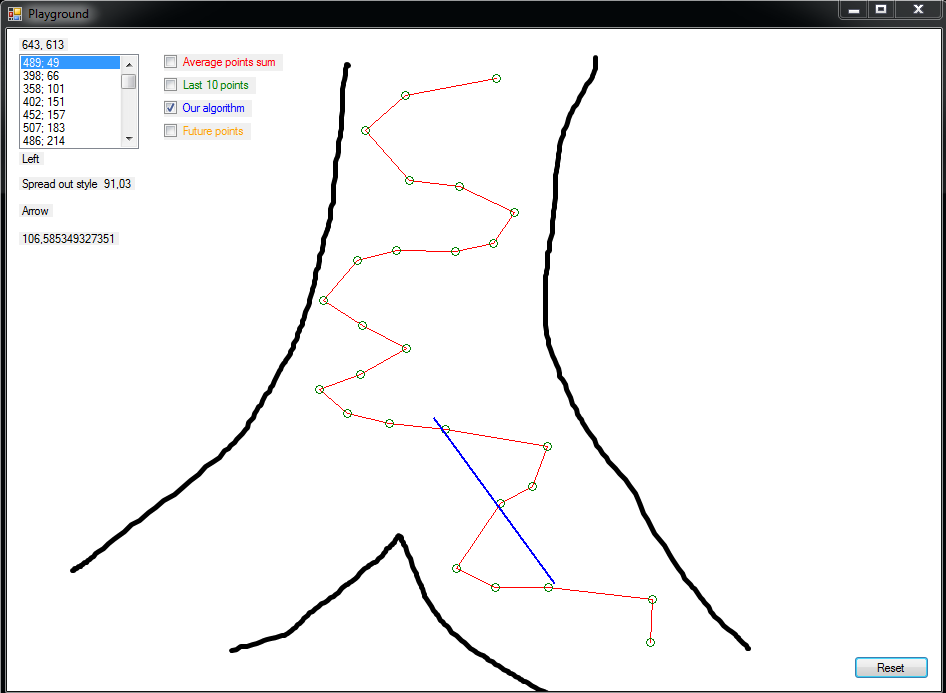 Playground
643, 613
489; 49
398; 66
358; 101
402; 151
452; 157
507; 183
486; 214
Average points sum
Last 10 points
Our algorithm
Future points
Left
Spread out style 91,03
Arrow
106,585349327351
Reset